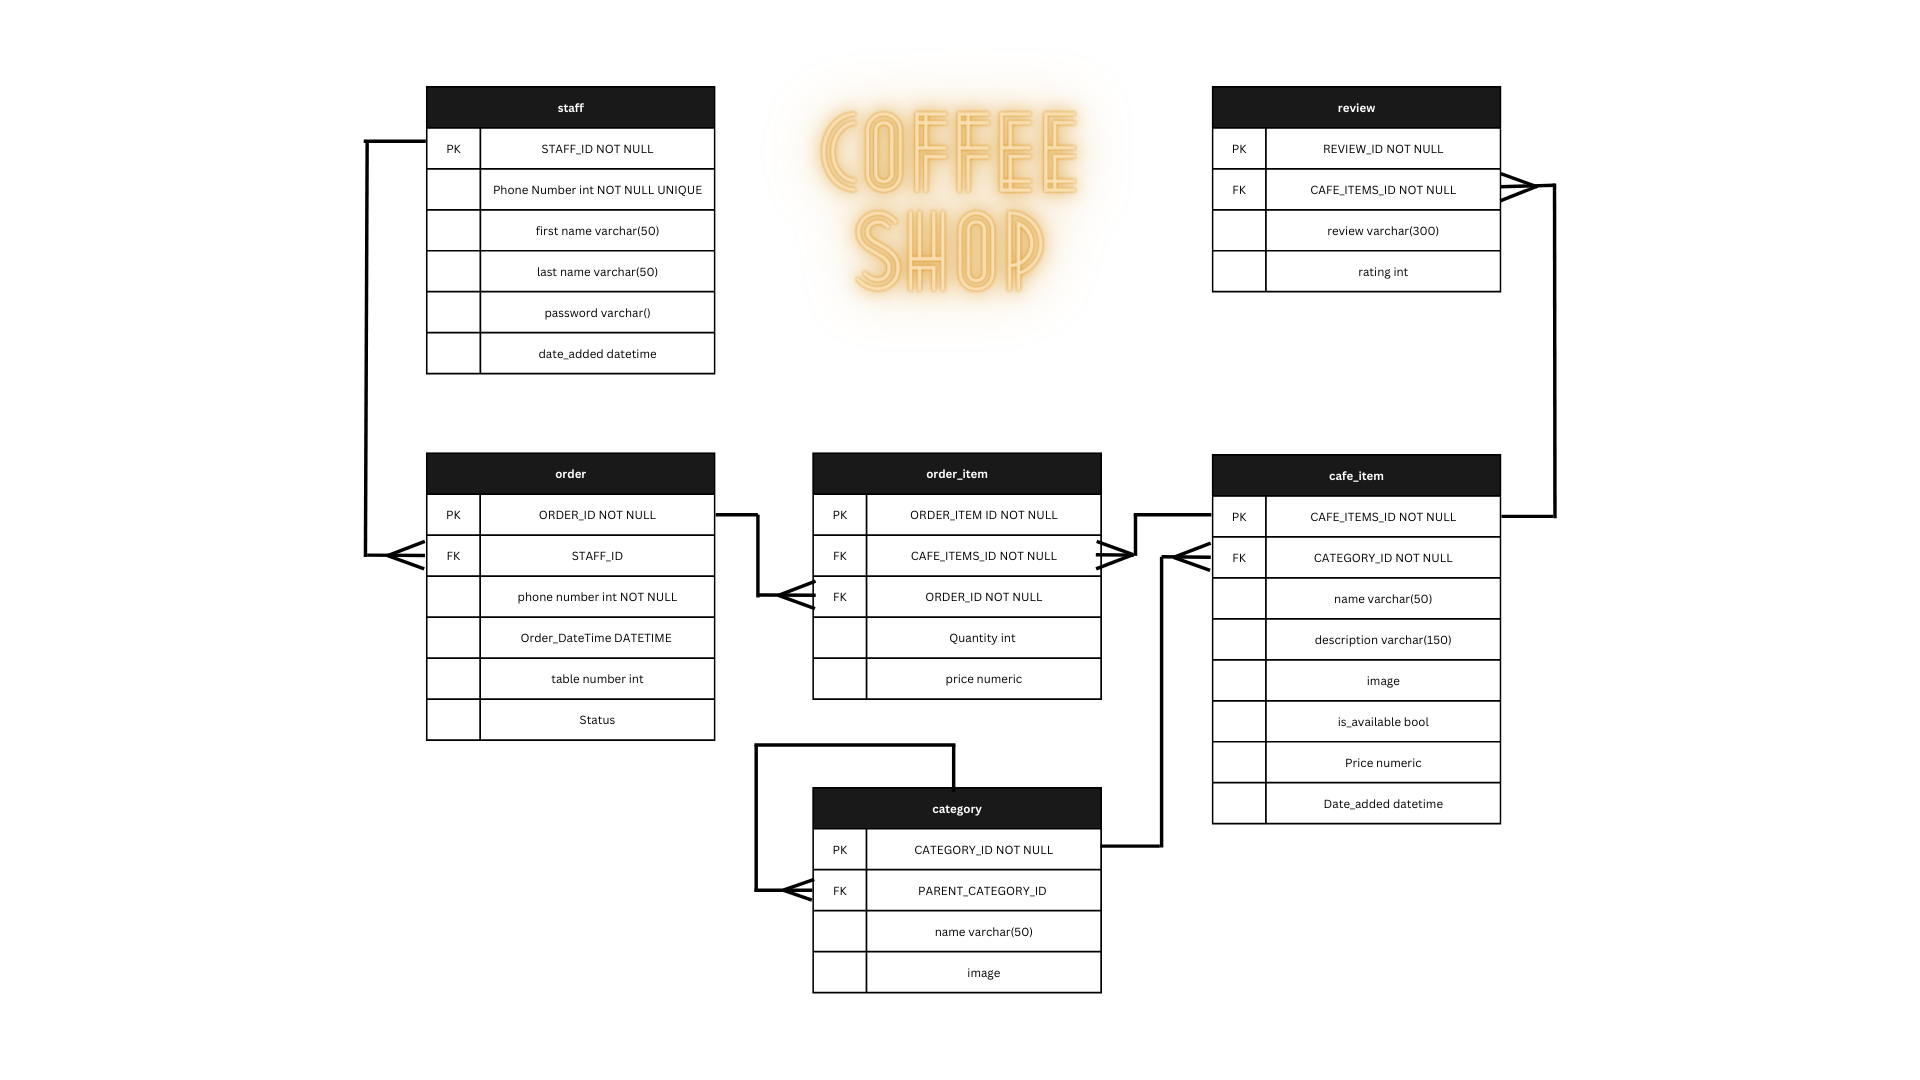 COFFEE
SHOP
staff
PK STAFF_ID NOT NULL
Phone Number int NOT NULL UNIQUE
first name varchar(50)
last name varchar(50)
password varchar()
date_added datetime
review
PK REVIEW_ID NOT NULL
FK CAFE_ITEMS_ID NOT NULL
review varchar(300)
rating int
order
PK ORDER_ID NOT NULL
FK STAFF_ID
phone number int NOT NULL
Order_DateTime DATETIME
table number int
Status
order_item
PK ORDER_ITEM ID NOT NULL
FK CAFE_ITEMS_ID NOT NULL
FK ORDER_ID NOT NULL
Quantity int
price numeric
cafe_item
PK CAFE_ITEMS_ID NOT NULL
FK CATEGORY_ID NOT NULL
name varchar(50)
description varchar(150)
image
is_available bool
Price numeric
Date_added datetime
category
PK CATEGORY_ID NOT NULL
FK PARENT_CATEGORY_ID
name varchar(50)
image